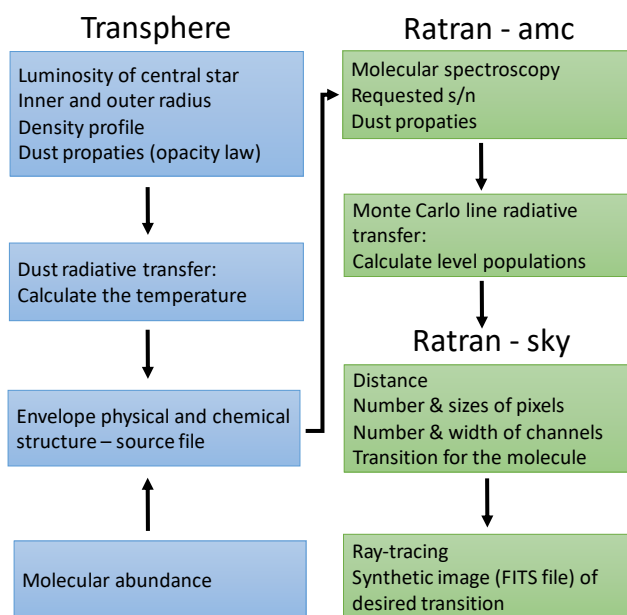 Transphere
Luminosity of central star
Inner and outer radius
Density profile
Dust propaties (opacity law)
Dust radiative transfer:
Calculate the temperature
Envelope physical and chemical
structure – source file
Molecular abundance
Ratran - amc
Molecular spectroscopy
Requested s/n
Dust propaties
Monte Carlo line radiative
transfer:
Calculate level populations
Ratran - sky
Distance
Number & sizes of pixels
Number & width of channels
Transition for the molecule
Ray-tracing
Synthetic image (FITS file) of
desired transition